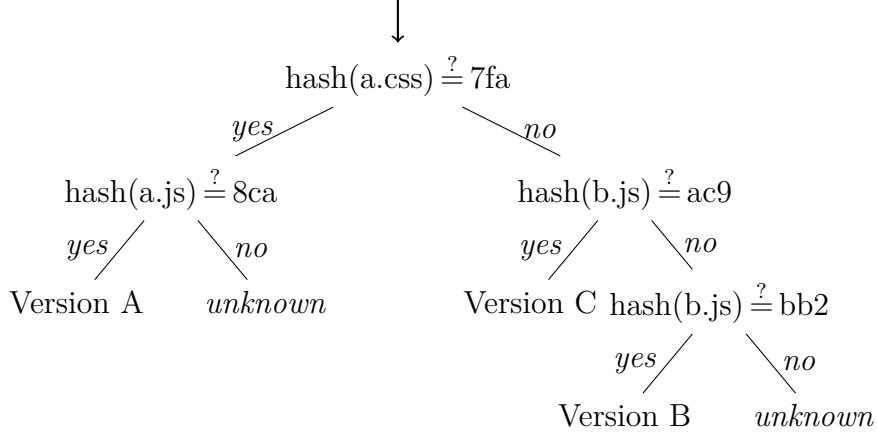 hash(a.css) ?= 7fa
yes no
hash(a.js) ?= 8ca hash(b.js) ?= ac9
yes no yes no
Version A unknown Version C hash(b.js) ?= bb2
yes no
Version B unknown